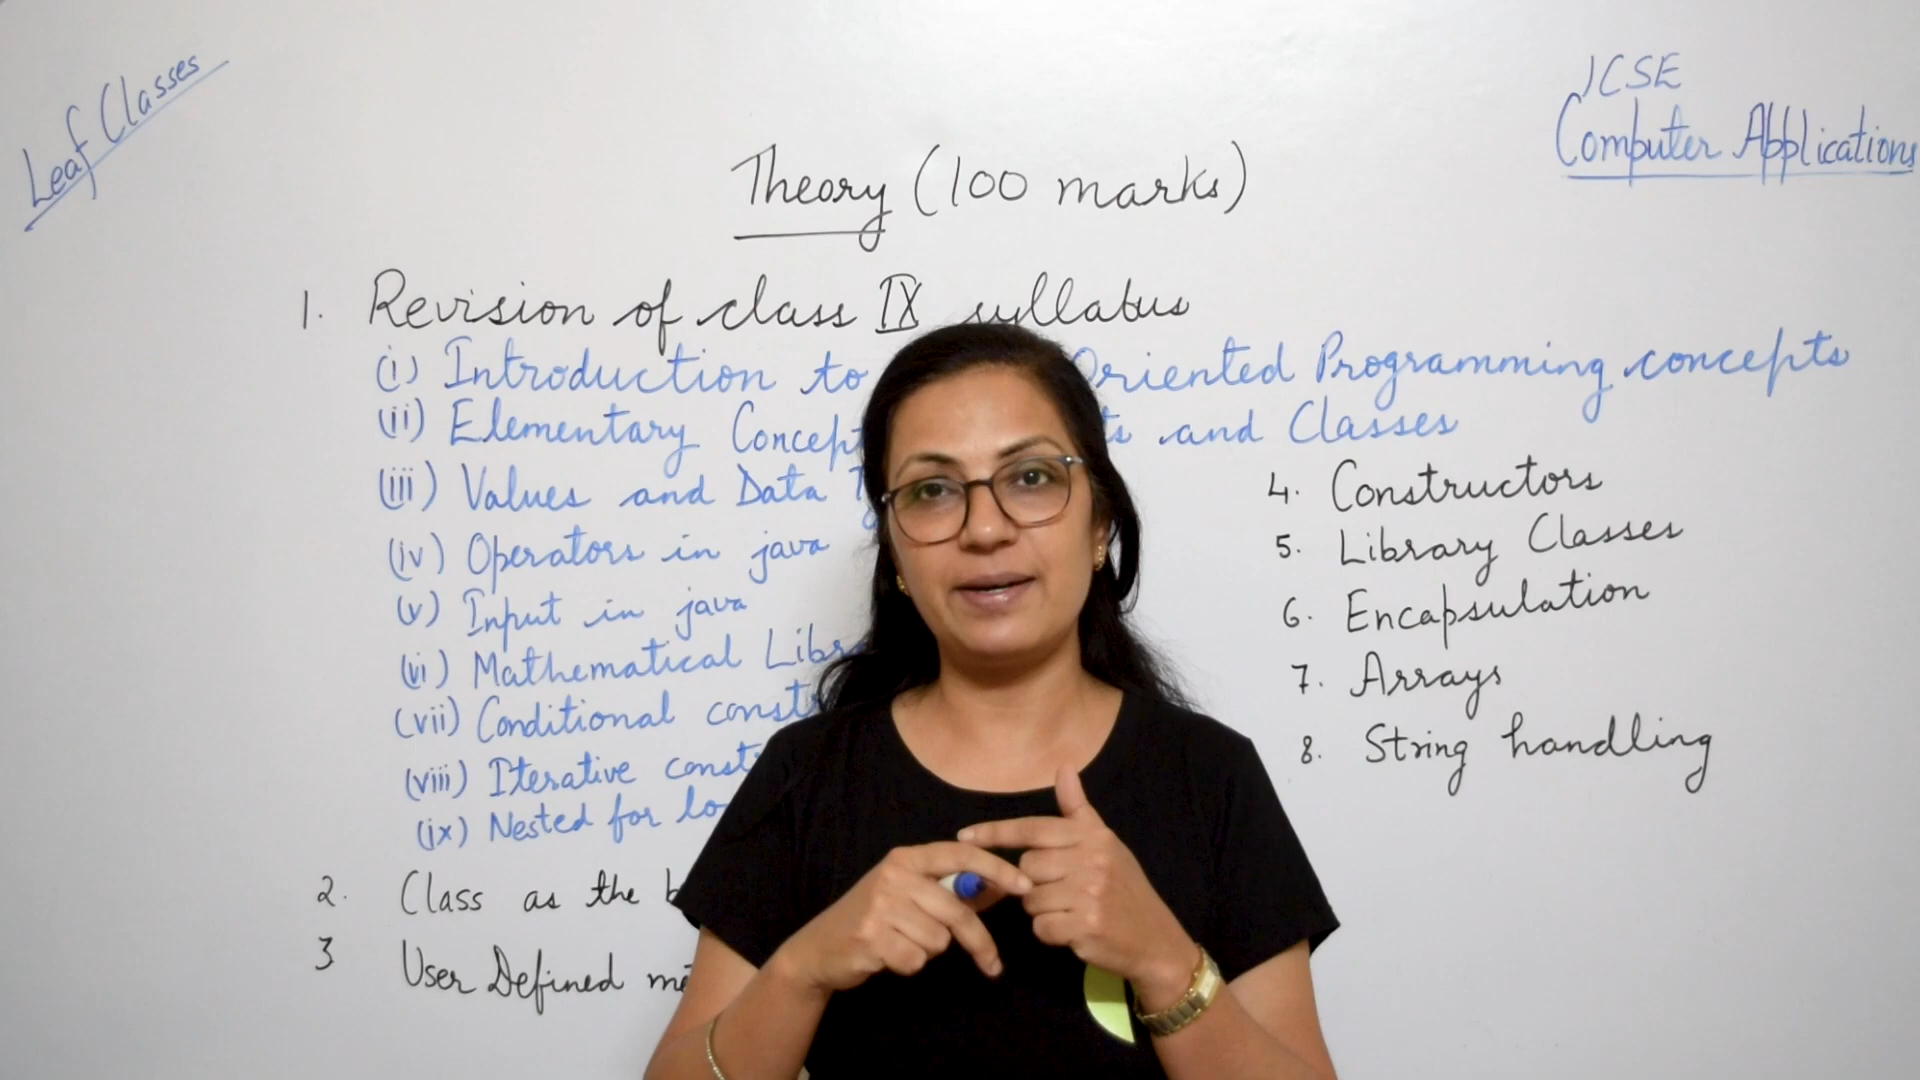 Leaf Classes
ICSE
Computer Applications
Theory (100 marks)
1. Revision of class IX syllabus
(i) Introduction to Oriented Programming concepts
(ii) Elementary and Classes
(iii) Values and Data
(iv) Operators in java
(v) Input in java
(vi) Mathematical
(vii) Conditional
(viii) Iterative
(ix) Nested for
2. Class as the
3 User Defined
4. Constructors
5. Library Classes
6. Encapsulation
7. Arrays
8. String handling